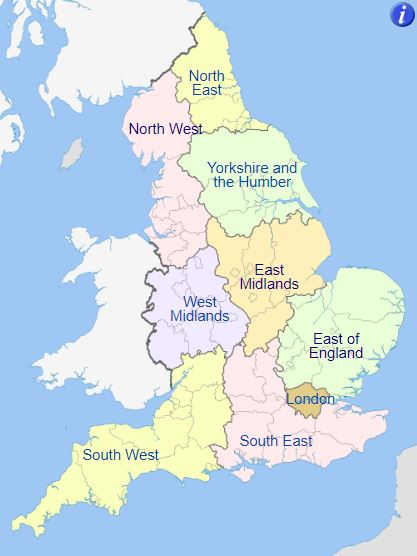 i
North
East
North West
Yorkshire and
the Humber
East
Midlands
West
Midlands
East of
England
London
South East
South West